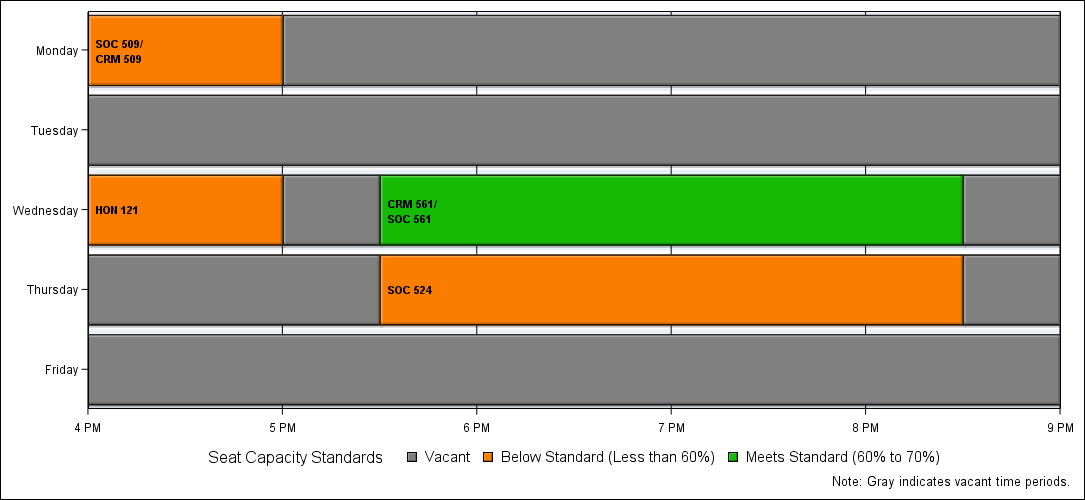 Monday
SOC 509/
CRM 509
Tuesday
Wednesday
HON 121
CRM 561/
SOC 561
Thursday
SOC 524
Friday
4 PM 5 PM 6 PM 7 PM 8 PM 9 PM
Seat Capacity Standards Vacant Below Standard (Less than 60%) Meets Standard (60% to 70%)
Note: Gray indicates vacant time periods.